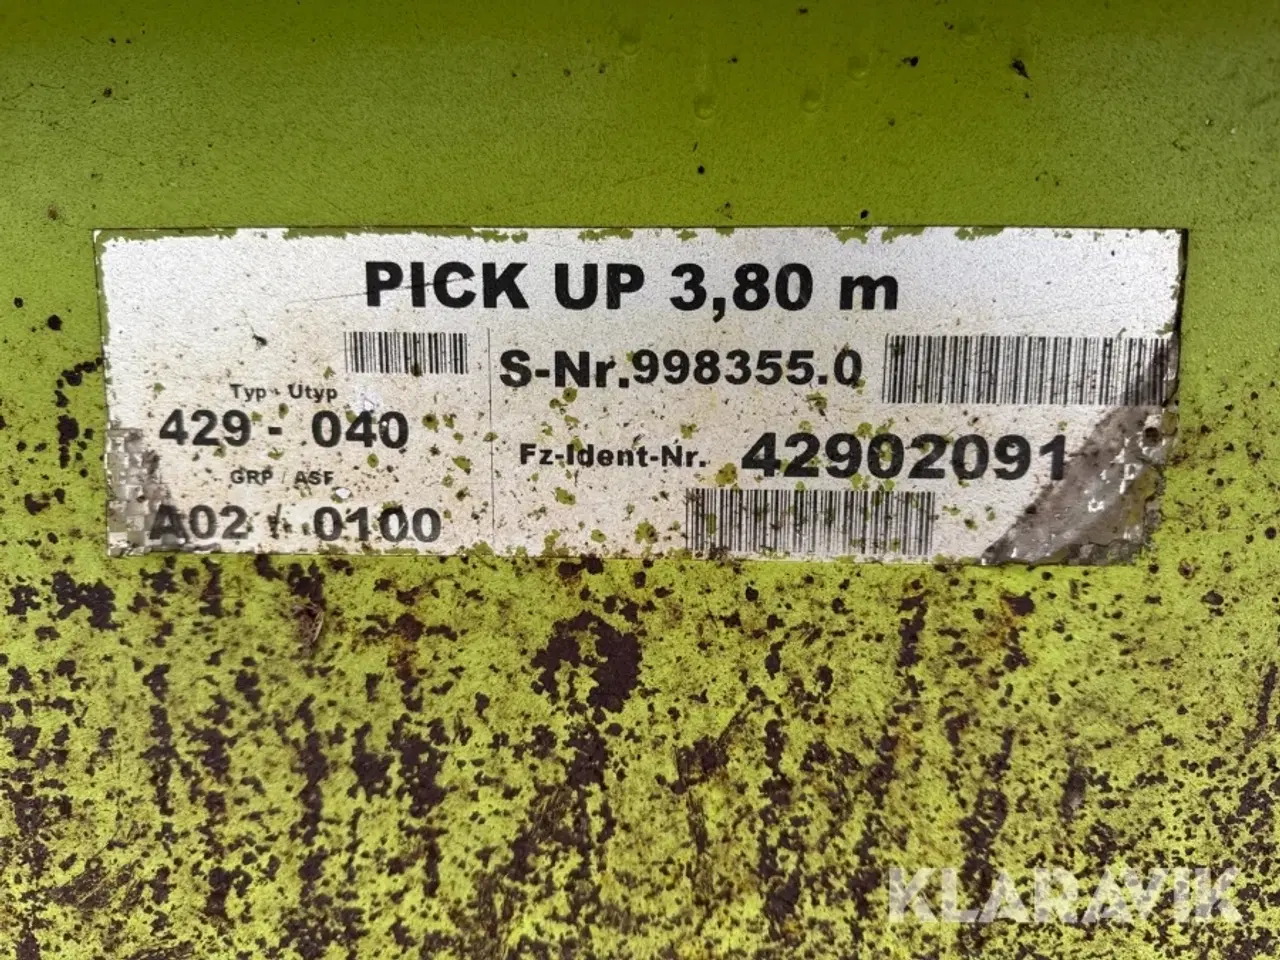 PICK UP 3,80 m
S-Nr.998355.0
Typ - Utyp
429 - 040
Fz-Ident-Nr. 42902091
GRP / ASF
A02 / 0100
KLARAVIK